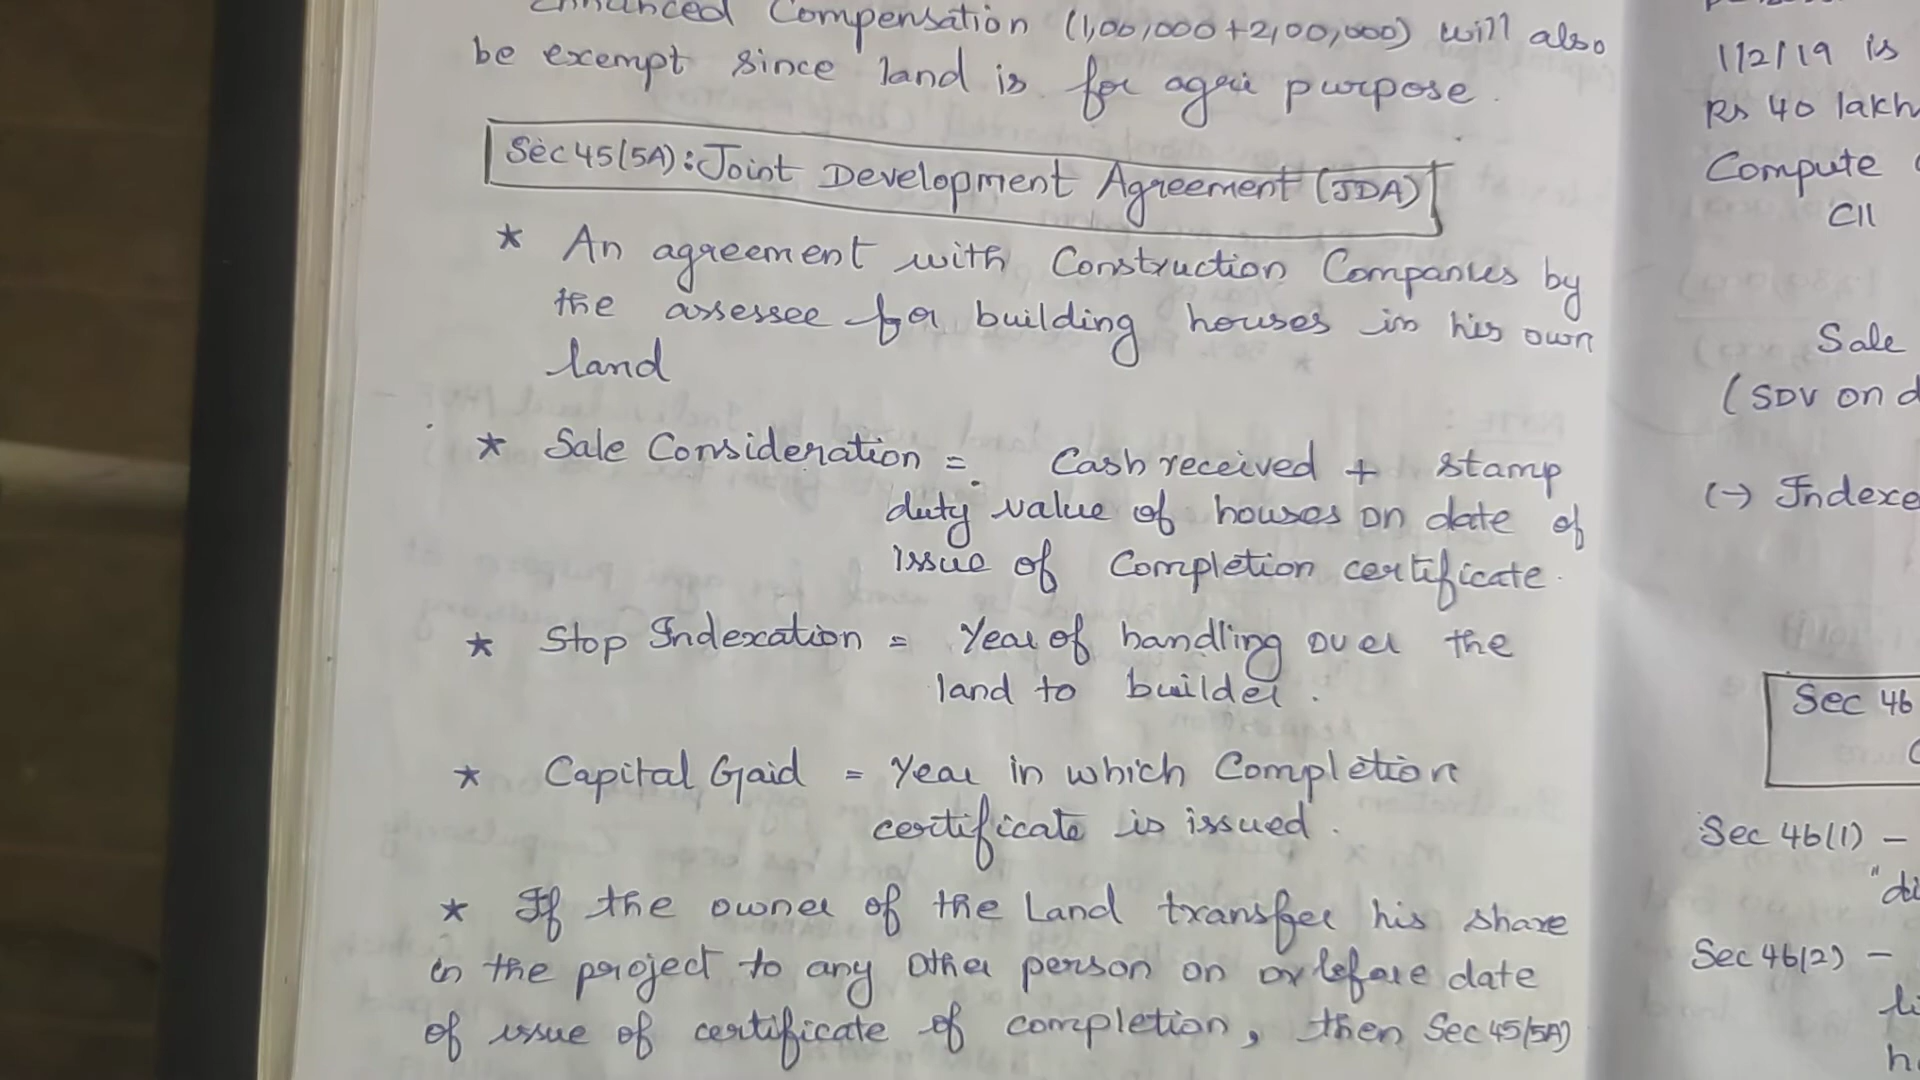 Enhanced Compensation (1,00,000+2,00,000) will also
be exempt since land is for agri purpose.
Sec 45(5A): Joint Development Agreement (JDA)
* An agreement with Construction Companies by
the assessee for building houses in his own
land
* Sale Consideration = Cash received + stamp
duty value of houses on date of
issue of Completion certificate.
* Stop Indexation = Year of handling over the
land to builder.
* Capital Gaid = Year in which Completion
certificate is issued.
* If the owner of the Land transfer his share
in the project to any other person on or before date
of issue of certificate of completion, then Sec 45(5A)
1/2/19 is
Rs 40 lakh
Compute
CII
Sale
(SDV on d
(-) Indexe
Sec 46
Sec 46(1) -
"di
Sec 46(2) -
li
h